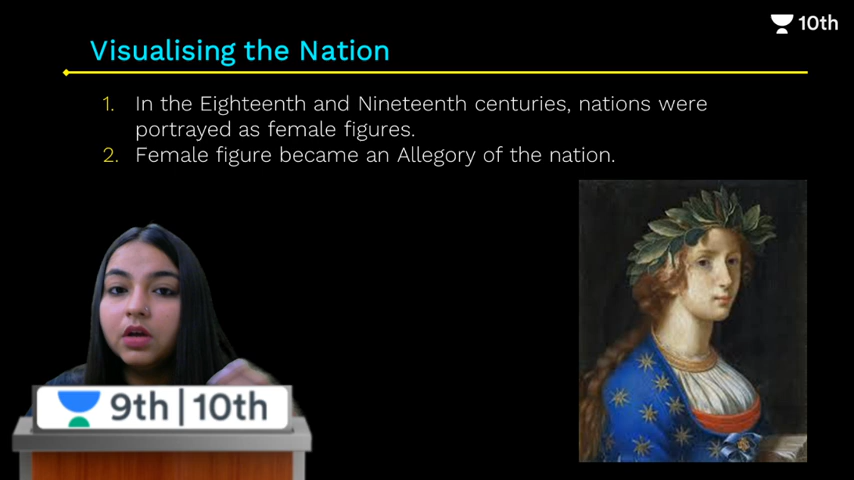 10th
Visualising the Nation
1. In the Eighteenth and Nineteenth centuries, nations were
portrayed as female figures.
2. Female figure became an Allegory of the nation.
9th|10th